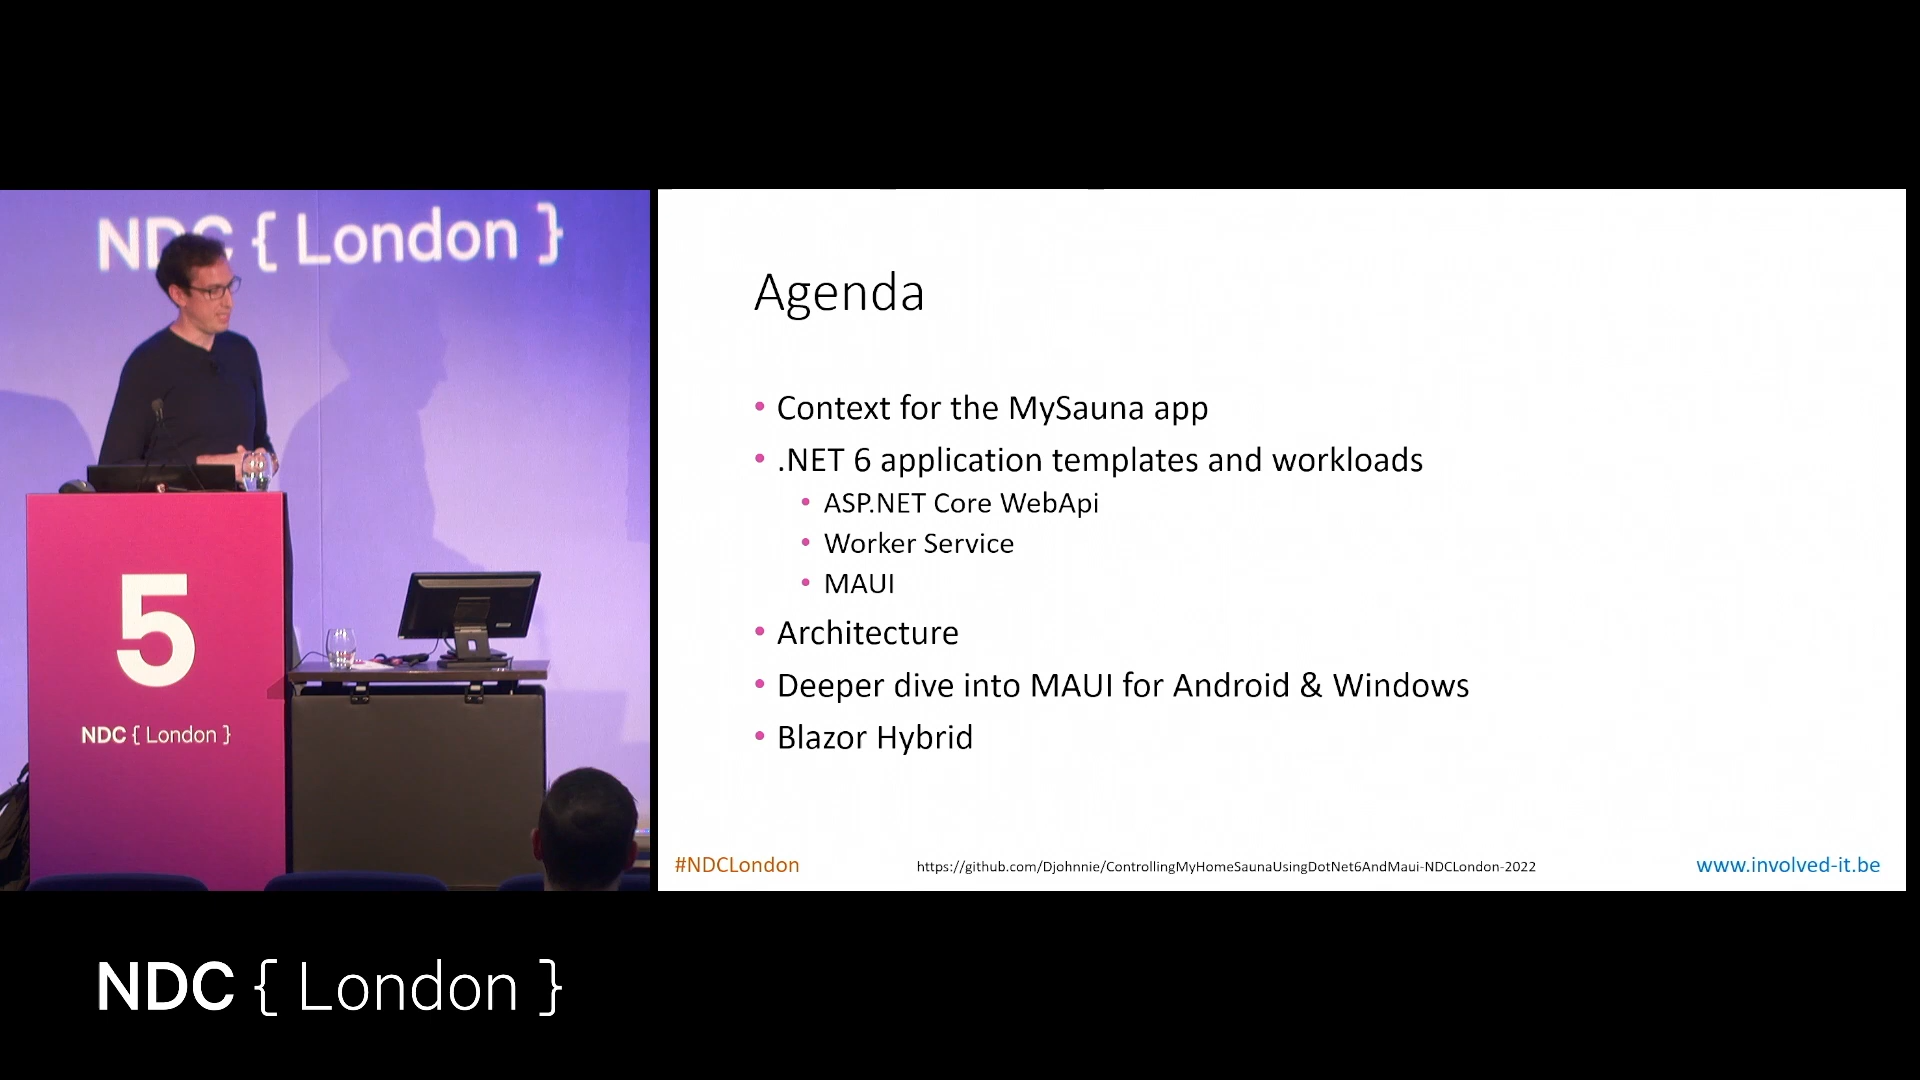 NDC { London }
5
NDC { London }
Agenda
• Context for the MySauna app
• .NET 6 application templates and workloads
• ASP.NET Core WebApi
• Worker Service
• MAUI
• Architecture
• Deeper dive into MAUI for Android & Windows
• Blazor Hybrid
#NDCLondon
https://github.com/Djohnnie/ControllingMyHomeSaunaUsingDotNet6AndMaui-NDCLondon-2022
www.involved-it.be
NDC { London }